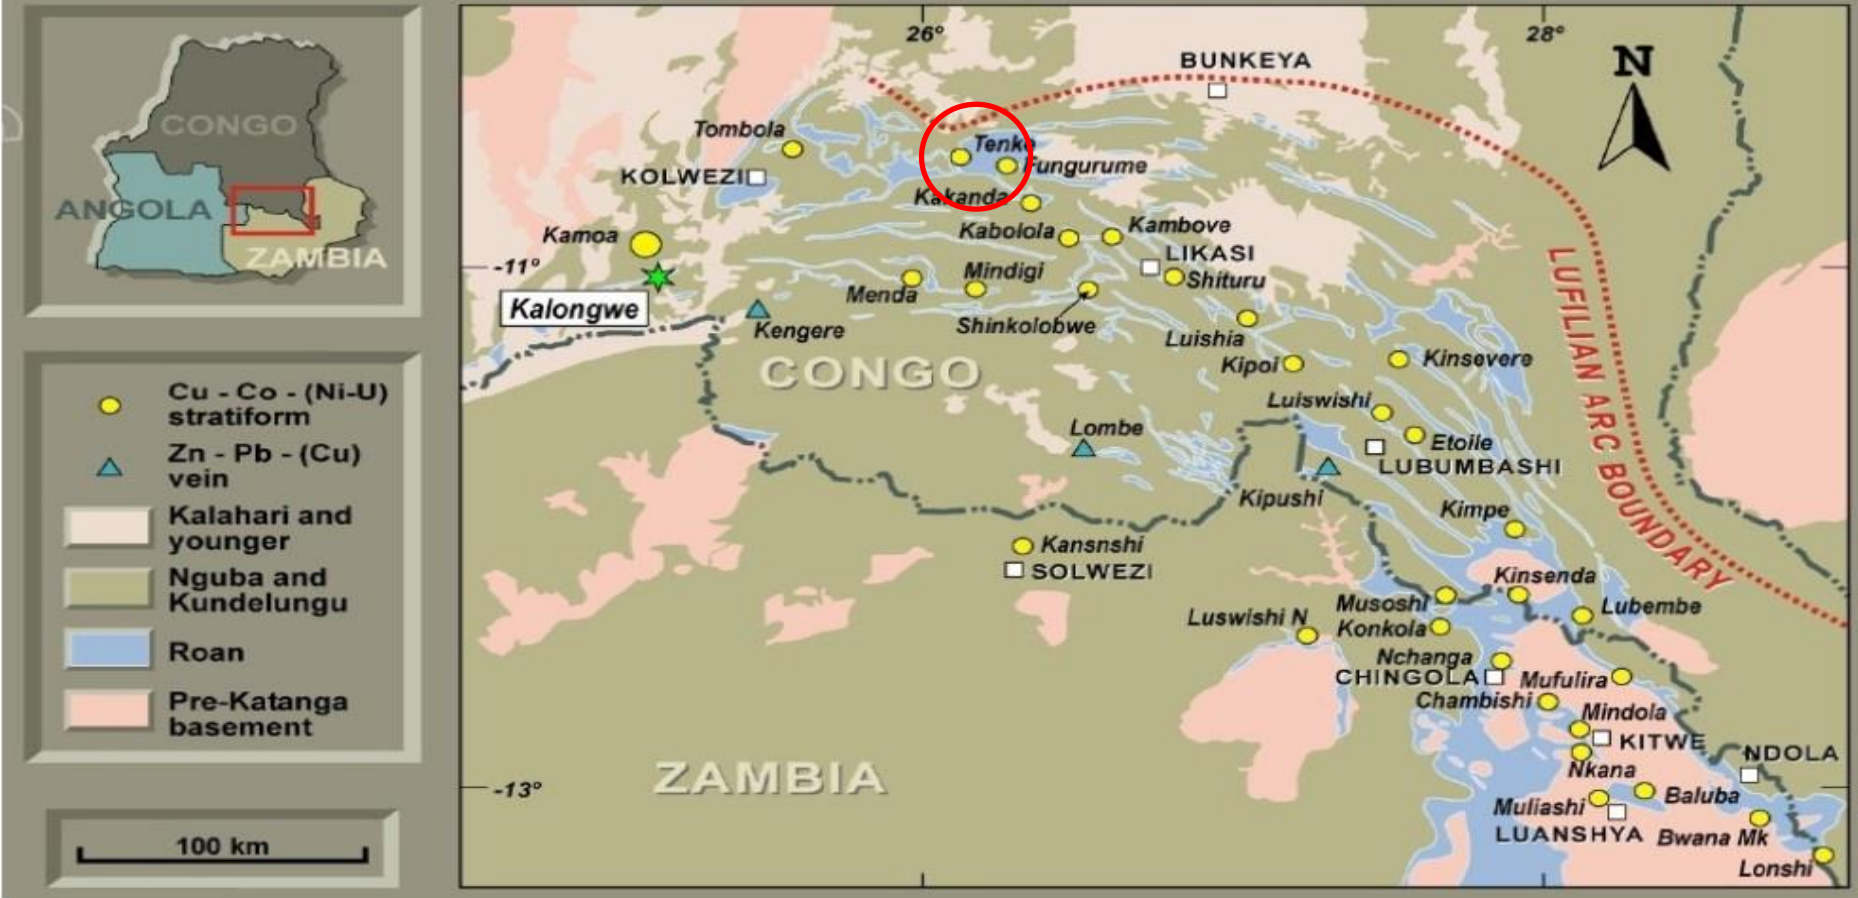 CONGO
ANGOLA
ZAMBIA
Cu - Co - (Ni-U)
stratiform
Zn - Pb - (Cu)
vein
Kalahari and
younger
Nguba and
Kundelungu
Roan
Pre-Katanga
basement
100 km
26°
28°
N
BUNKEYA
Tombola
Tenke
KOLWEZI
Fungurume
Kakanda
Kamoa
Kabolola
Kambove
LIKASI
-11°
Menda
Mindigi
Shituru
Kalongwe
Kengere
Shinkolobwe
Luishia
CONGO
Kipoi
Kinsevere
LUFILIAN ARC BOUNDARY
Luiswishi
Lombe
Etoile
LUBUMBASHI
Kipushi
Kimpe
Kansnshi
SOLWEZI
Kinsenda
Musoshi
Lubembe
Luswishi N
Konkola
Nchanga
CHINGOLA
Mufulira
Chambishi
Mindola
KITWE
NDOLA
ZAMBIA
-13°
Nkana
Baluba
Muliashi
LUANSHYA
Bwana Mk
Lonshi